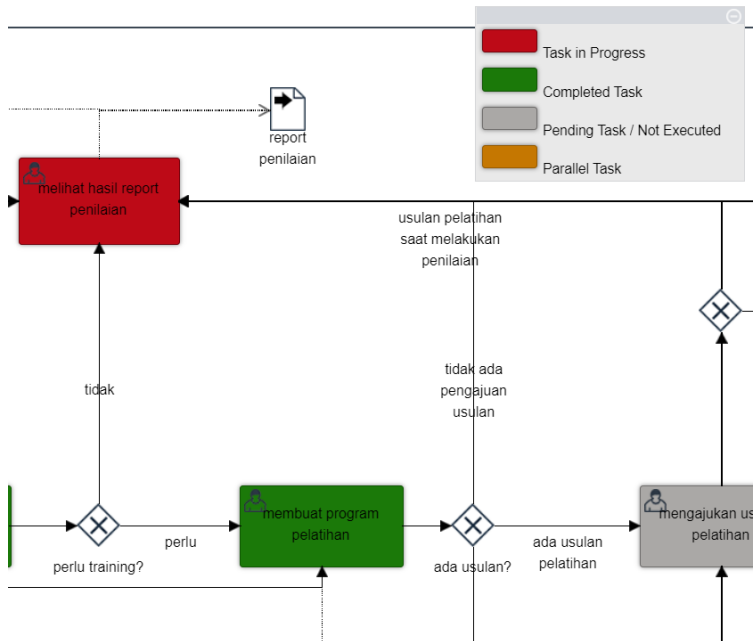 Task in Progress
Completed Task
Pending Task / Not Executed
Parallel Task
report
penilaian
melihat hasil report
penilaian
usulan pelatihan
saat melakukan
penilaian
tidak
tidak ada
pengajuan
usulan
membuat program
pelatihan
mengajukan us
pelatihan
perlu
ada usulan
pelatihan
perlu training?
ada usulan?